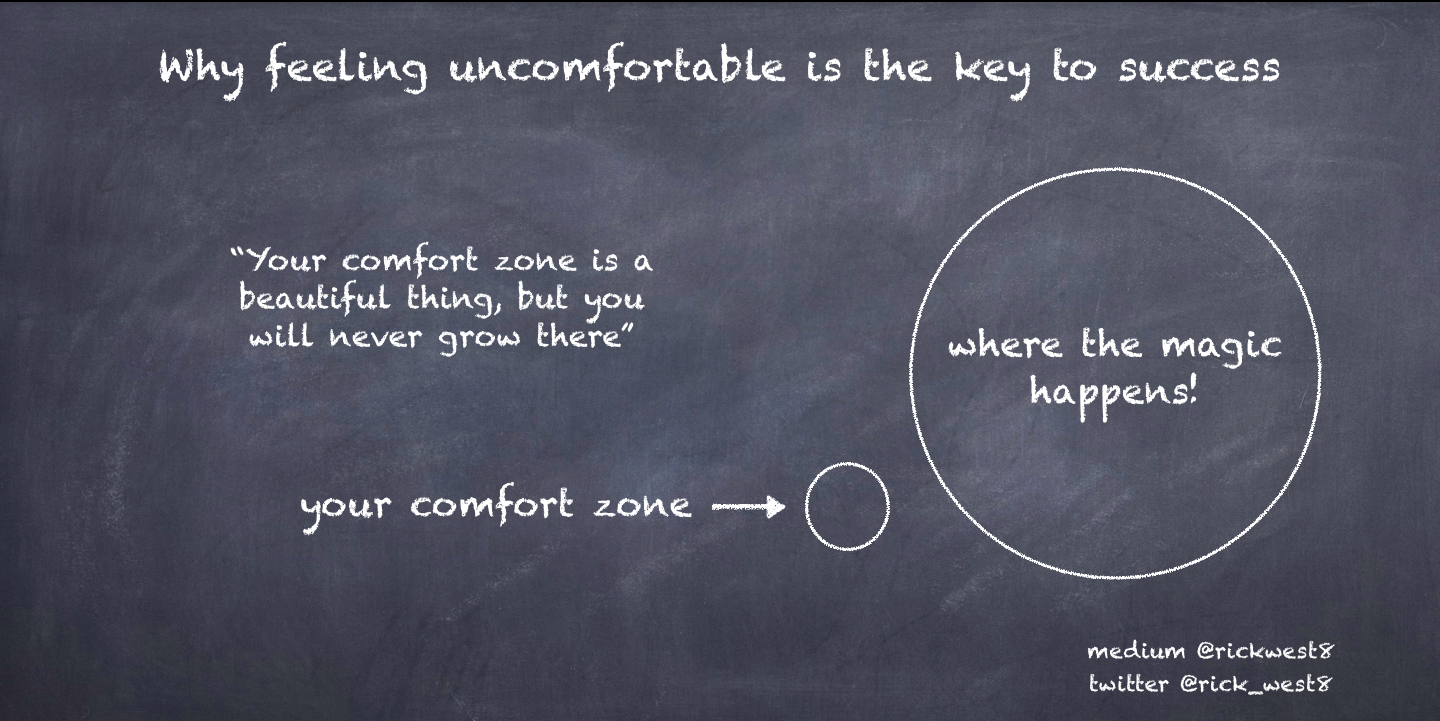 Why feeling uncomfortable is the key to success
“Your comfort zone is a
beautiful thing, but you
will never grow there”
where the magic
happens!
your comfort zone
medium @rickwest8
twitter @rick_west8